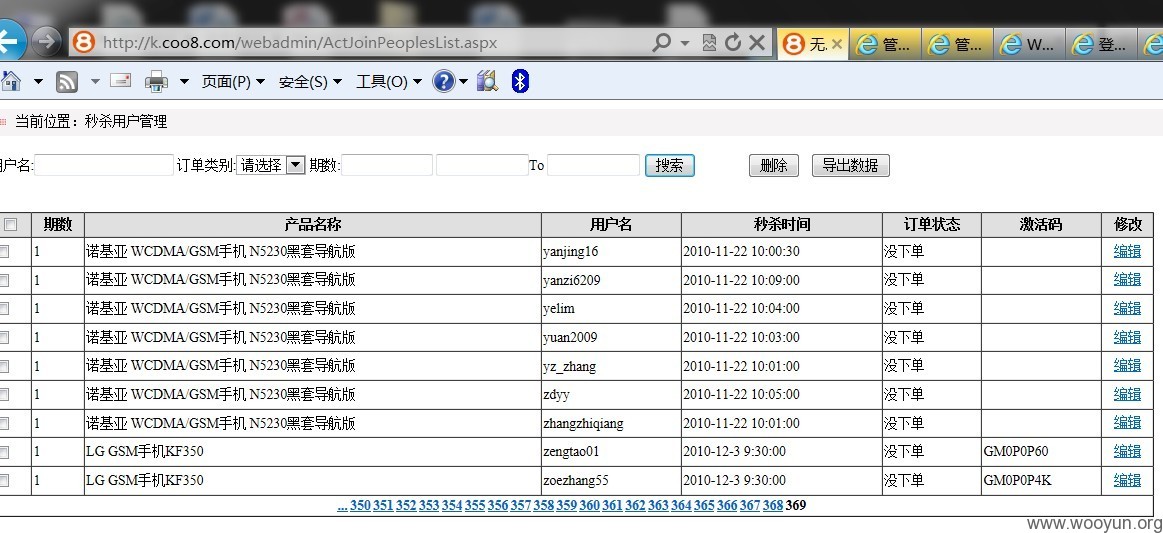 http://k.coo8.com/webadmin/ActJoinPeoplesList.aspx 无. 管... 管... W... 登...
页面(P) 安全(S) 工具(O)
当前位置：秒杀用户管理
户名: 订单类别: 请选择 期数: To 搜索 删除 导出数据
期数 产品名称 用户名 秒杀时间 订单状态 激活码 修改
1 诺基亚 WCDMA/GSM手机 N5230黑套导航版 yanjing16 2010-11-22 10:00:30 没下单 编辑
1 诺基亚 WCDMA/GSM手机 N5230黑套导航版 yanzi6209 2010-11-22 10:09:00 没下单 编辑
1 诺基亚 WCDMA/GSM手机 N5230黑套导航版 yelim 2010-11-22 10:04:00 没下单 编辑
1 诺基亚 WCDMA/GSM手机 N5230黑套导航版 yuan2009 2010-11-22 10:03:00 没下单 编辑
1 诺基亚 WCDMA/GSM手机 N5230黑套导航版 yz_zhang 2010-11-22 10:01:00 没下单 编辑
1 诺基亚 WCDMA/GSM手机 N5230黑套导航版 zdyy 2010-11-22 10:05:00 没下单 编辑
1 诺基亚 WCDMA/GSM手机 N5230黑套导航版 zhangzhiqiang 2010-11-22 10:01:00 没下单 编辑
1 LG GSM手机KF350 zengtao01 2010-12-3 9:30:00 没下单 GM0P0P60 编辑
1 LG GSM手机KF350 zoezhang55 2010-12-3 9:30:00 没下单 GM0P0P4K 编辑
... 350 351 352 353 354 355 356 357 358 359 360 361 362 363 364 365 366 367 368 369
www.wooyun.org